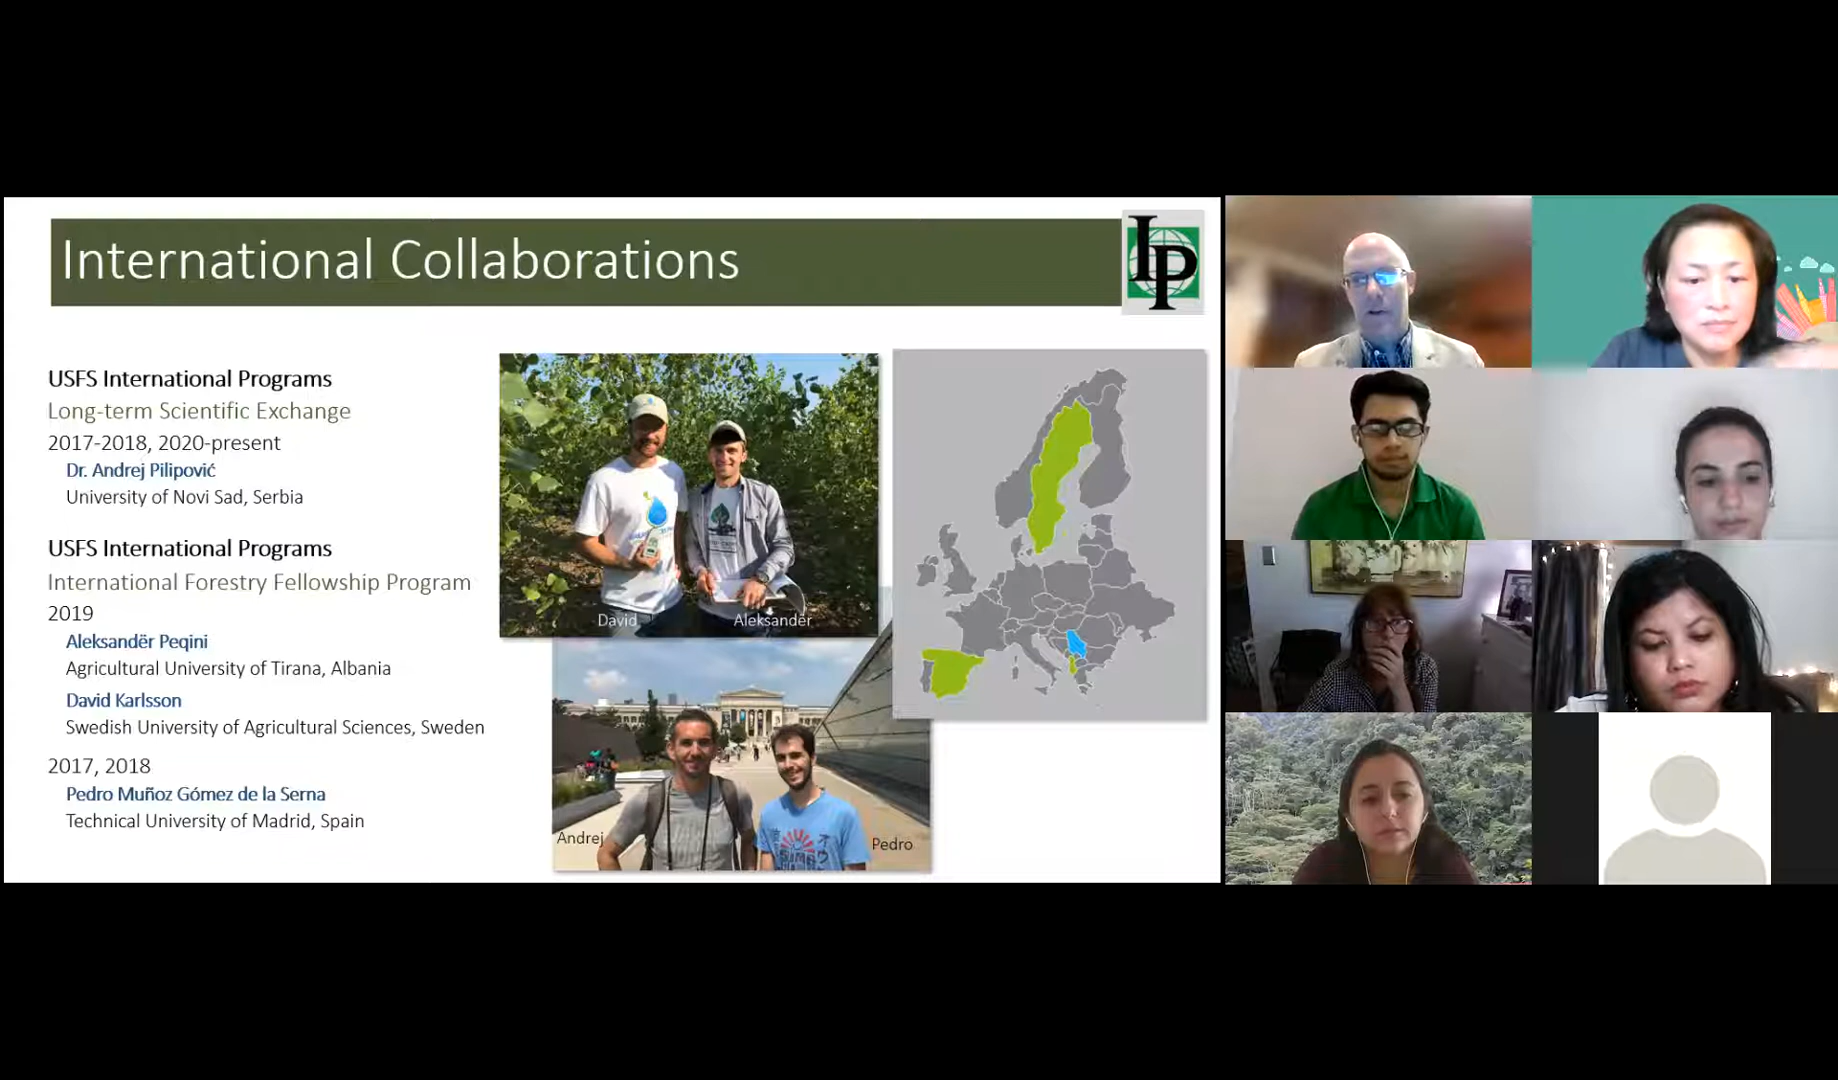 International Collaborations
IP
USFS International Programs
Long-term Scientific Exchange
2017-2018, 2020-present
Dr. Andrej Pilipović
University of Novi Sad, Serbia
USFS International Programs
International Forestry Fellowship Program
2019
Aleksandër Peqini
Agricultural University of Tirana, Albania
David Karlsson
Swedish University of Agricultural Sciences, Sweden
2017, 2018
Pedro Muñoz Gómez de la Serna
Technical University of Madrid, Spain
David
Aleksandër
Andrej
Pedro